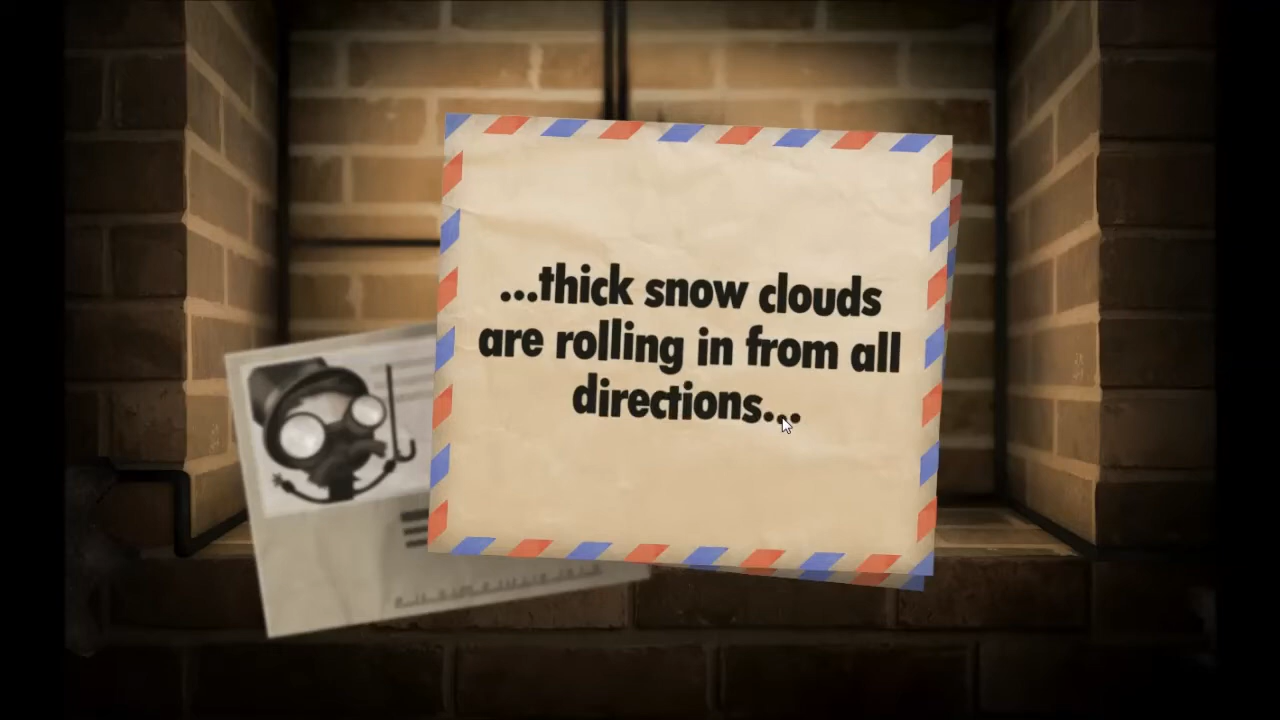 ...thick snow clouds
are rolling in from all
directions...